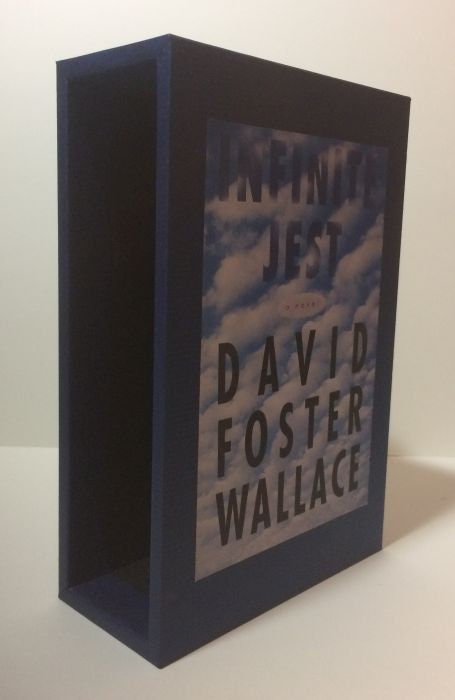 INFINITE
JEST
a novel
DAVID
FOSTER
WALLACE